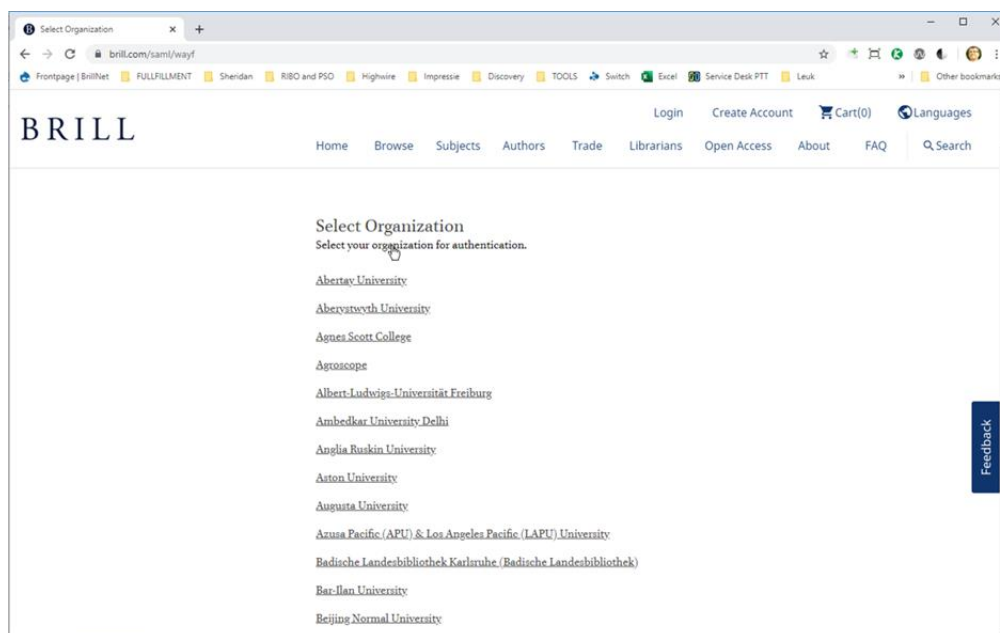 Select Organization
brill.com/saml/wayf
Frontpage | BrillNet FULLFILLMENT Sheridan RIBO and PSO Highwire Impressie Discovery TOOLS Switch Excel Service Desk PTT Leuk » Other bookmarks
Login Create Account Cart(0) Languages
BRILL
Home Browse Subjects Authors Trade Librarians Open Access About FAQ Search
Select Organization
Select your organization for authentication.
Abertay University
Aberystwyth University
Agnes Scott College
Agroscope
Albert-Ludwigs-Universität Freiburg
Ambedkar University Delhi
Anglia Ruskin University
Aston University
Augusta University
Azusa Pacific (APU) & Los Angeles Pacific (LAPU) University
Badische Landesbibliothek Karlsruhe (Badische Landesbibliothek)
Bar-Ilan University
Beijing Normal University
Feedback